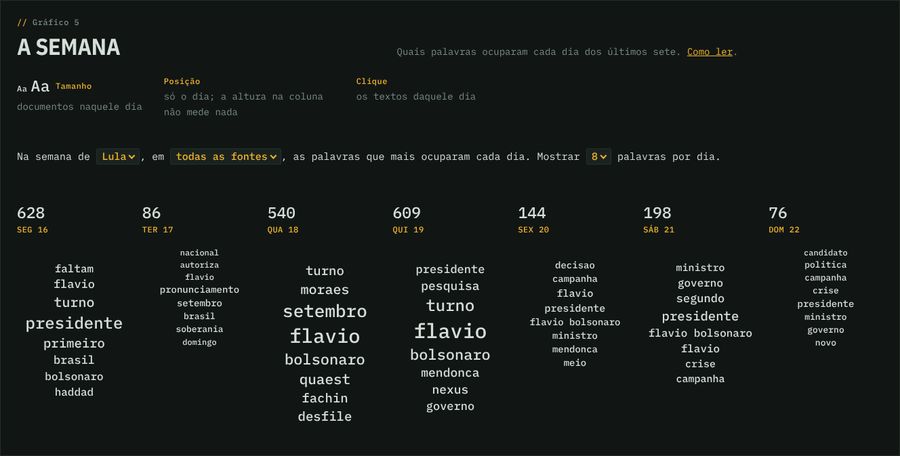 // Gráfico 5
A SEMANA
Quais palavras ocuparam cada dia dos últimos sete. Como ler.
Aa Aa Tamanho
documentos naquele dia
Posição
só o dia; a altura na coluna
não mede nada
Clique
os textos daquele dia
Na semana de Lula, em todas as fontes, as palavras que mais ocuparam cada dia. Mostrar 8 palavras por dia.
628
SEG 16
faltam
flavio
turno
presidente
primeiro
brasil
bolsonaro
haddad
86
TER 17
nacional
autoriza
flavio
pronunciamento
setembro
brasil
soberania
domingo
540
QUA 18
turno
moraes
setembro
flavio
bolsonaro
quaest
fachin
desfile
609
QUI 19
presidente
pesquisa
turno
flavio
bolsonaro
mendonca
nexus
governo
144
SEX 20
decisao
campanha
flavio
presidente
flavio bolsonaro
ministro
mendonca
meio
198
SÁB 21
ministro
governo
segundo
presidente
flavio bolsonaro
flavio
crise
campanha
76
DOM 22
candidato
politica
campanha
crise
presidente
ministro
governo
novo